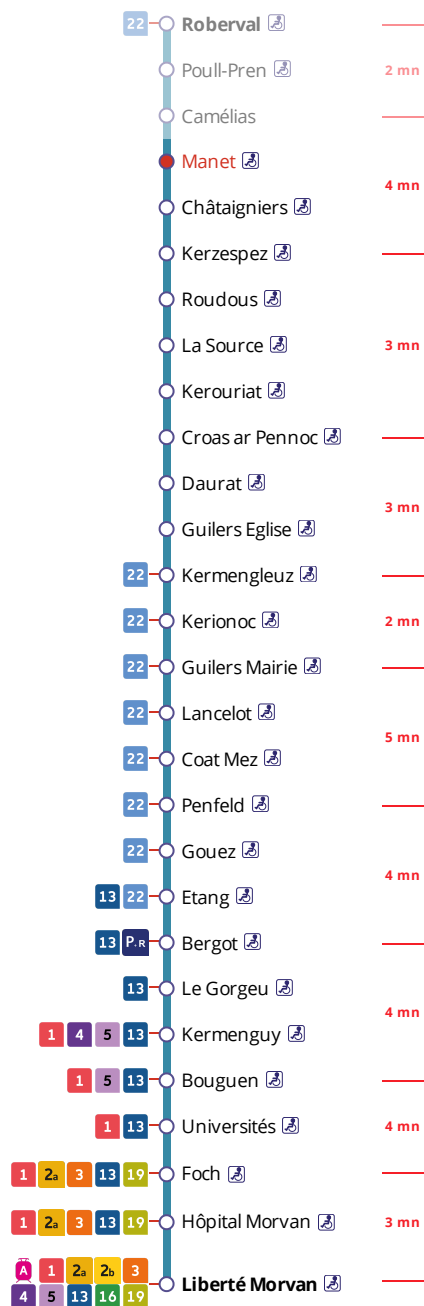 22 Roberval
Poull-Pren 2 mn
Camélias
Manet
4 mn
Châtaigniers
Kerzespez
Roudous
La Source 3 mn
Kerouriat
Croas ar Pennoc
Daurat
3 mn
Guilers Eglise
22 Kermengleuz
22 Kerionoc 2 mn
22 Guilers Mairie
22 Lancelot
5 mn
22 Coat Mez
22 Penfeld
22 Gouez
4 mn
13 22 Etang
13 P+R Bergot
13 Le Gorgeu
4 mn
1 4 5 13 Kermenguy
1 5 13 Bouguen
1 13 Universités 4 mn
1 2a 3 13 19 Foch
1 2a 3 13 19 Hôpital Morvan 3 mn
A 1 2a 2b 3
4 5 13 16 19 Liberté Morvan